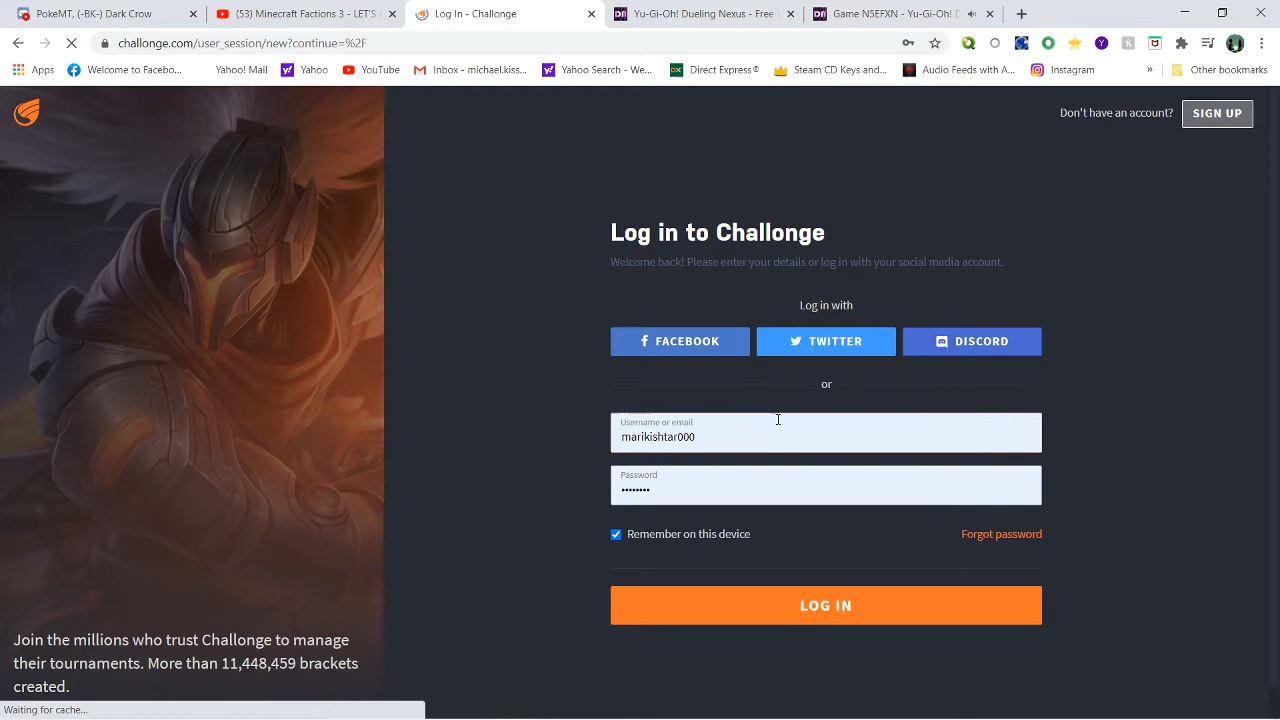 PokeMT, (-BK-) Dark Crow
(53) Minecraft Factions 3 - LET'S
Log In - Challonge
Yu-Gi-Oh! Dueling Nexus - Free
Game N5EFXN - Yu-Gi-Oh! D
challonge.com/user_session/new?continue=%2F
Apps
Welcome to Facebo...
Yahoo! Mail
Yahoo
YouTube
Inbox - michael.kiss...
Yahoo Search - We...
Direct Express®
Steam CD Keys and...
Audio Feeds with A...
Instagram
»
Other bookmarks
Don't have an account?
SIGN UP
Log in to Challonge
Welcome back! Please enter your details or log in with your social media account.
Log in with
FACEBOOK
TWITTER
DISCORD
or
Username or email
marikishtar000
Password
••••••••
Remember on this device
Forgot password
LOG IN
Join the millions who trust Challonge to manage
their tournaments. More than 11,448,459 brackets
created.
Waiting for cache...